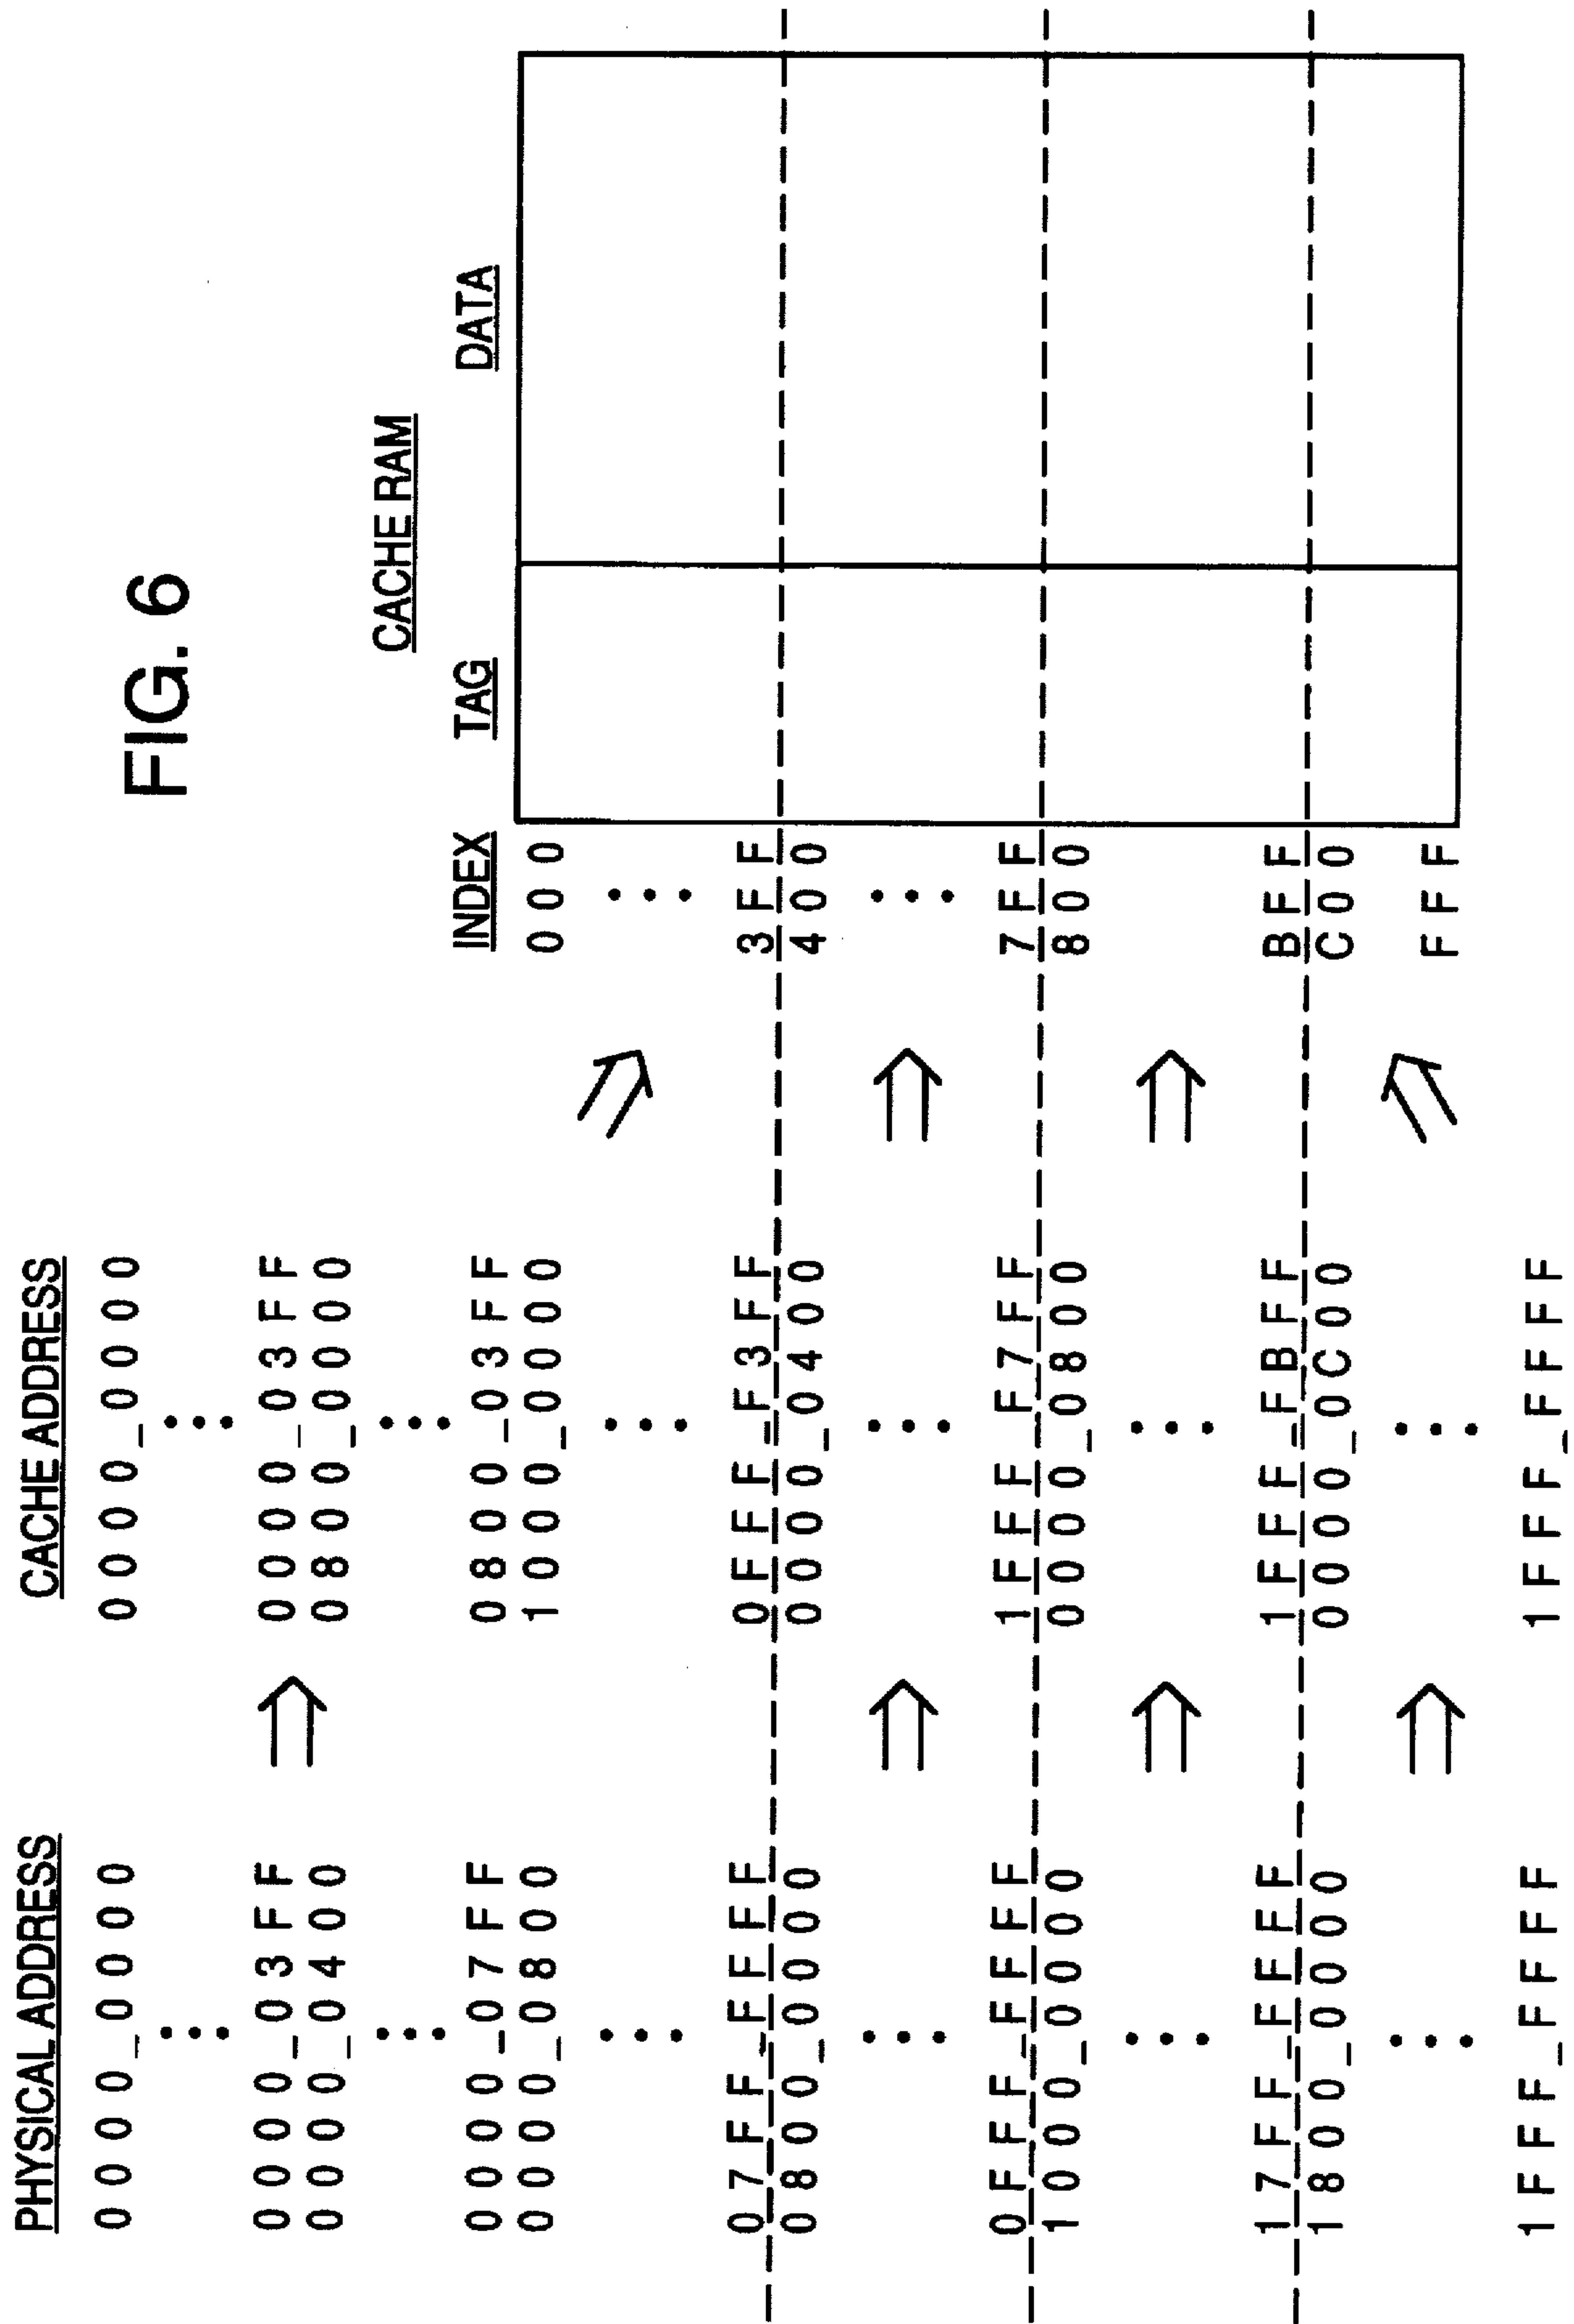 FIG. 6
PHYSICAL ADDRESS
0000_0000
0000_03FF
0000_0400
0000_07FF
0000_0800
07FF_FFFF
0800_0000
0FFF_FFFF
1000_0000
17FF_FFFF
1800_0000
1FFF_FFFF
CACHE ADDRESS
0000_0000
0000_03FF
0800_0000
0800_03FF
1000_0000
0FFF_F3FF
0000_0400
1FFF F7FF
0000_0800
1FFF_FBFF
0000_0C00
1FFF_FFFF
CACHE RAM
INDEX
000
3FF
400
7FF
800
BFF
C00
FFF
TAG
DATA